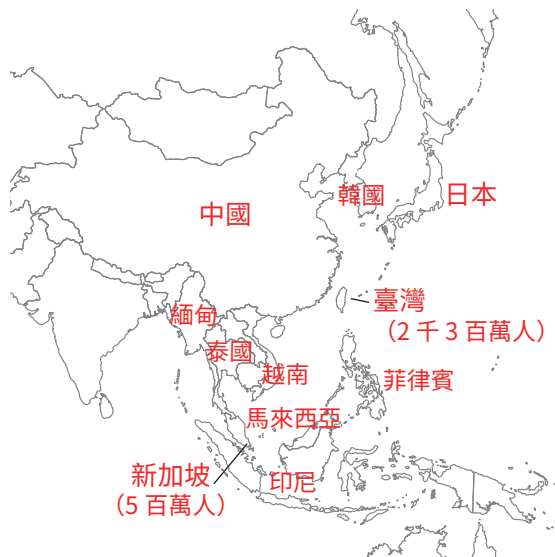 韓國
日本
中國
臺灣
（2 千 3 百萬人）
緬甸
泰國
越南
菲律賓
馬來西亞
新加坡
（5 百萬人）
印尼